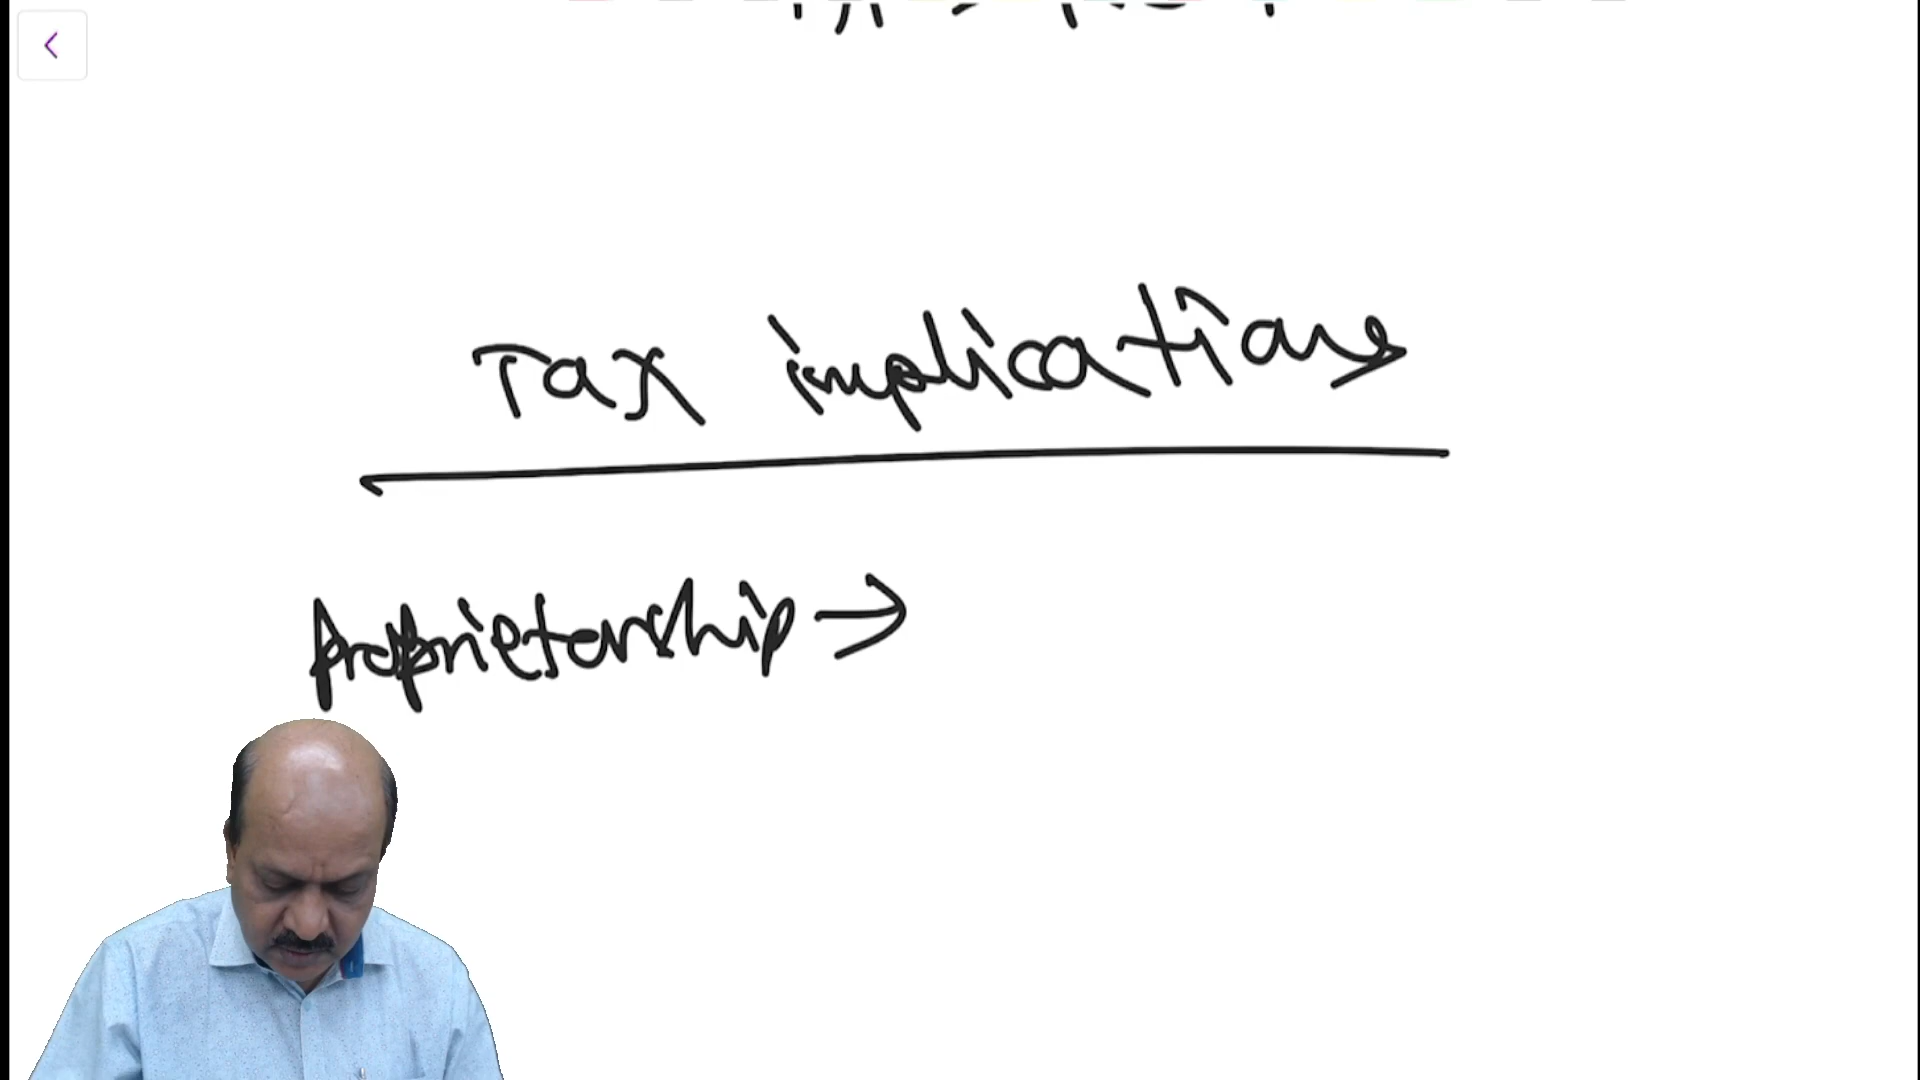 Tax implications
proprietorship →